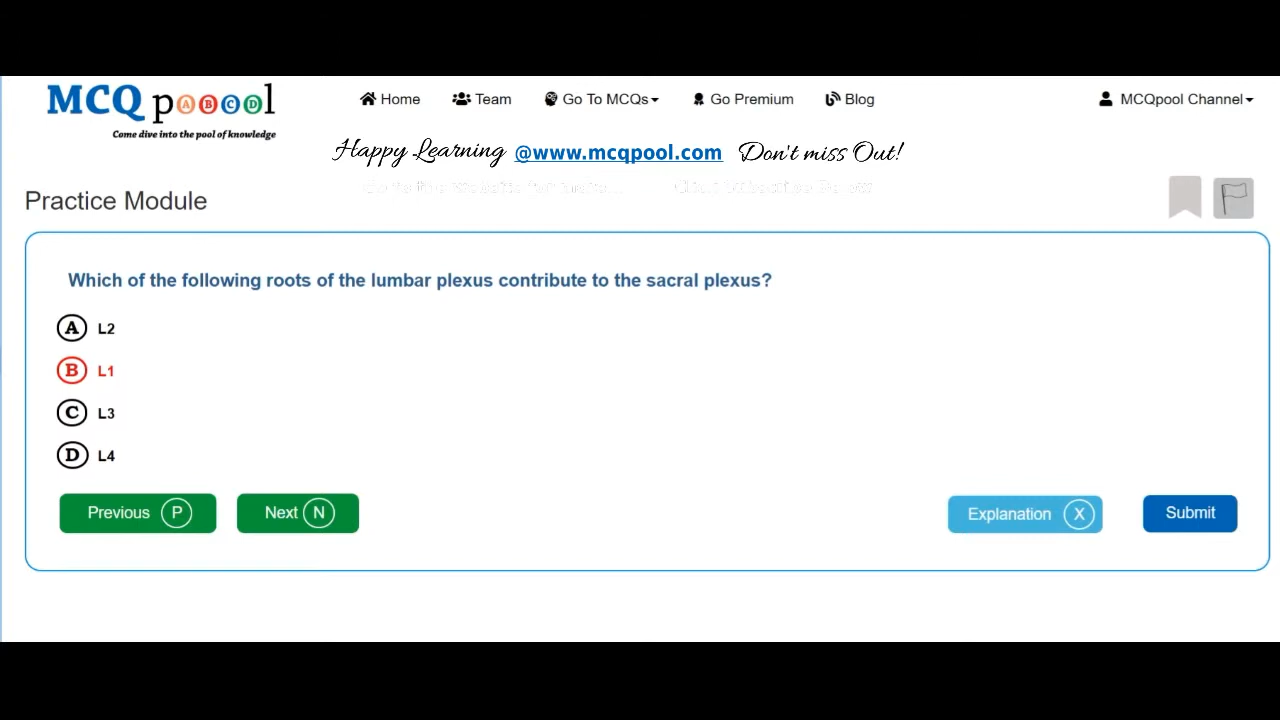 MCQ pABCDl
Come dive into the pool of knowledge
Home Team Go To MCQs Go Premium Blog MCQpool Channel
Happy Learning @www.mcqpool.com Don't miss Out!
Practice Module
Which of the following roots of the lumbar plexus contribute to the sacral plexus?
A L2
B L1
C L3
D L4
Previous P Next N Explanation X Submit